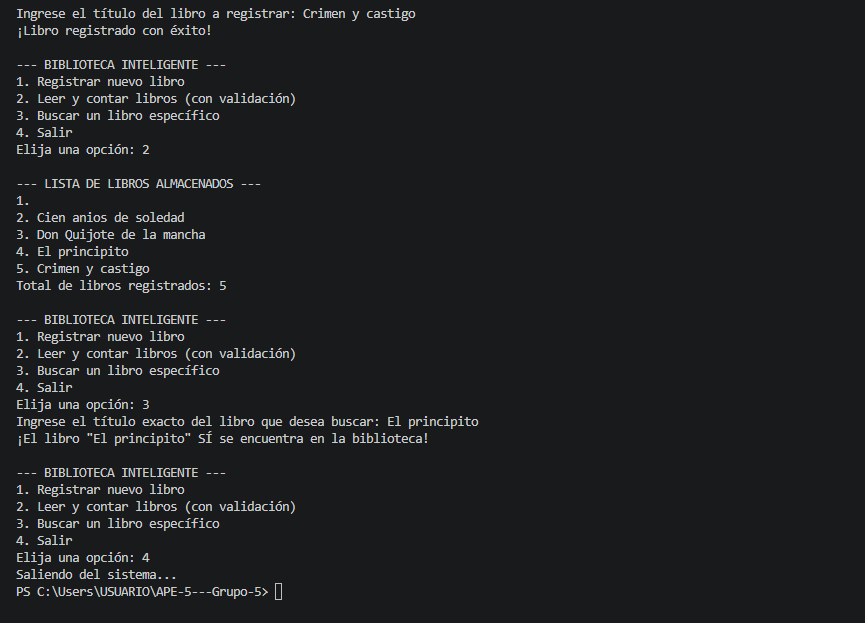 Ingrese el título del libro a registrar: Crimen y castigo
¡Libro registrado con éxito!
--- BIBLIOTECA INTELIGENTE ---
1. Registrar nuevo libro
2. Leer y contar libros (con validación)
3. Buscar un libro específico
4. Salir
Elija una opción: 2
--- LISTA DE LIBROS ALMACENADOS ---
1.
2. Cien anios de soledad
3. Don Quijote de la mancha
4. El principito
5. Crimen y castigo
Total de libros registrados: 5
--- BIBLIOTECA INTELIGENTE ---
1. Registrar nuevo libro
2. Leer y contar libros (con validación)
3. Buscar un libro específico
4. Salir
Elija una opción: 3
Ingrese el título exacto del libro que desea buscar: El principito
¡El libro "El principito" SÍ se encuentra en la biblioteca!
--- BIBLIOTECA INTELIGENTE ---
1. Registrar nuevo libro
2. Leer y contar libros (con validación)
3. Buscar un libro específico
4. Salir
Elija una opción: 4
Saliendo del sistema...
PS C:\Users\USUARIO\APE-5---Grupo-5>